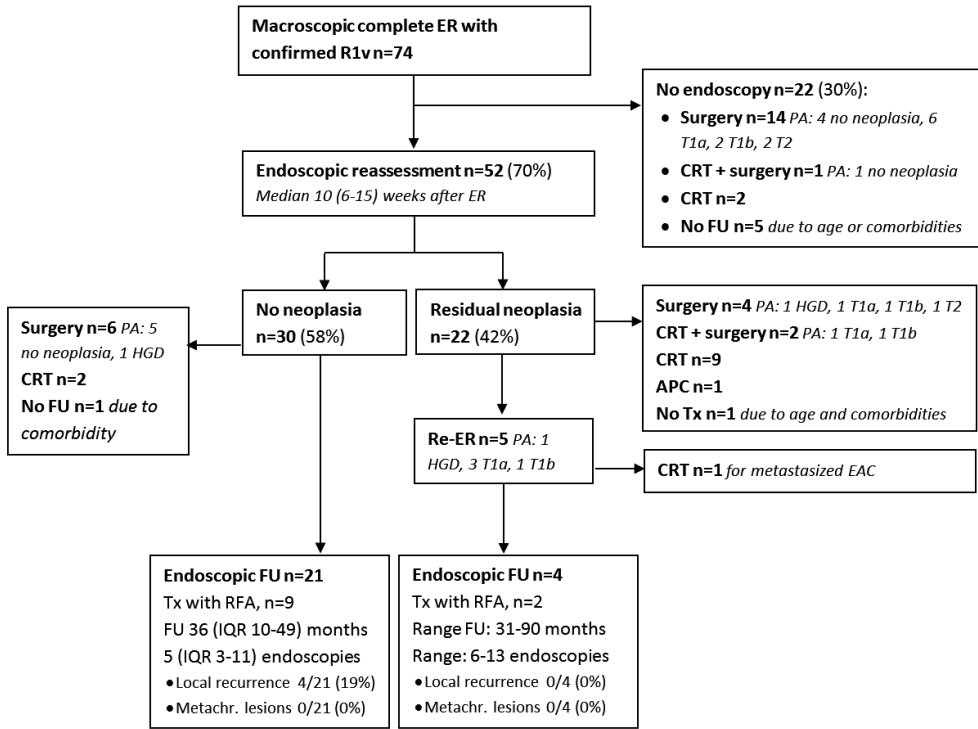 Macroscopic complete ER with
confirmed R1v n=74
No endoscopy n=22 (30%):
• Surgery n=14 PA: 4 no neoplasia, 6
T1a, 2 T1b, 2 T2
• CRT + surgery n=1 PA: 1 no neoplasia
• CRT n=2
• No FU n=5 due to age or comorbidities
Endoscopic reassessment n=52 (70%)
Median 10 (6-15) weeks after ER
No neoplasia
n=30 (58%)
Residual neoplasia
n=22 (42%)
Surgery n=6 PA: 5
no neoplasia, 1 HGD
CRT n=2
No FU n=1 due to
comorbidity
Surgery n=4 PA: 1 HGD, 1 T1a, 1 T1b, 1 T2
CRT + surgery n=2 PA: 1 T1a, 1 T1b
CRT n=9
APC n=1
No Tx n=1 due to age and comorbidities
Re-ER n=5 PA: 1
HGD, 3 T1a, 1 T1b
CRT n=1 for metastasized EAC
Endoscopic FU n=21
Tx with RFA, n=9
FU 36 (IQR 10-49) months
5 (IQR 3-11) endoscopies
• Local recurrence 4/21 (19%)
• Metachr. lesions 0/21 (0%)
Endoscopic FU n=4
Tx with RFA, n=2
Range FU: 31-90 months
Range: 6-13 endoscopies
• Local recurrence 0/4 (0%)
• Metachr. lesions 0/4 (0%)